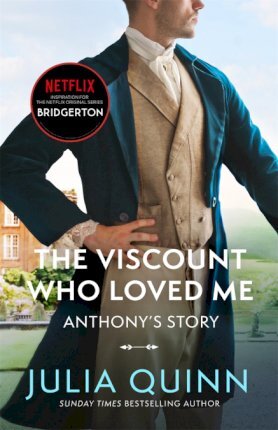 NETFLIX
INSPIRATION FOR
THE NETFLIX ORIGINAL SERIES
BRIDGERTON
THE VISCOUNT
WHO LOVED ME
ANTHONY'S STORY
JULIA QUINN
SUNDAY TIMES BESTSELLING AUTHOR